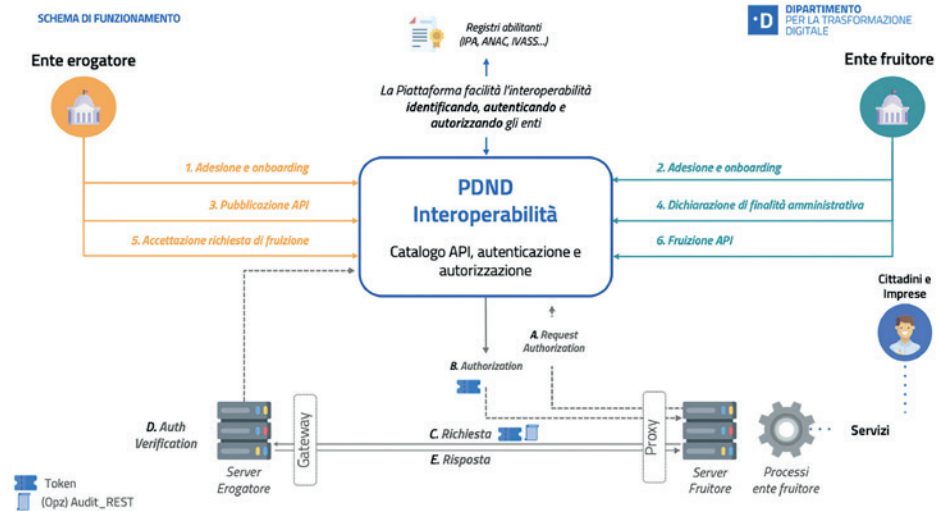 SCHEMA DI FUNZIONAMENTO
DIPARTIMENTO
PER LA TRASFORMAZIONE
DIGITALE
Registri abilitanti
(IPA, ANAC, IVASS...)
Ente erogatore
Ente fruitore
La Piattaforma facilità l'interoperabilità
identificando, autenticando e
autorizzando gli enti
1. Adesione e onboarding
2. Adesione e onboarding
3. Pubblicazione API
4. Dichiarazione di finalità amministrativa
5. Accettazione richiesta di fruizione
6. Fruizione API
PDND
Interoperabilità
Catalogo API, autenticazione e
autorizzazione
Cittadini e
Imprese
A. Request
Authorization
B. Authorization
D. Auth
Verification
Gateway
C. Richiesta
E. Risposta
Proxy
Servizi
Server
Erogatore
Server
Fruitore
Processi
ente fruitore
Token
(Opz) Audit_REST